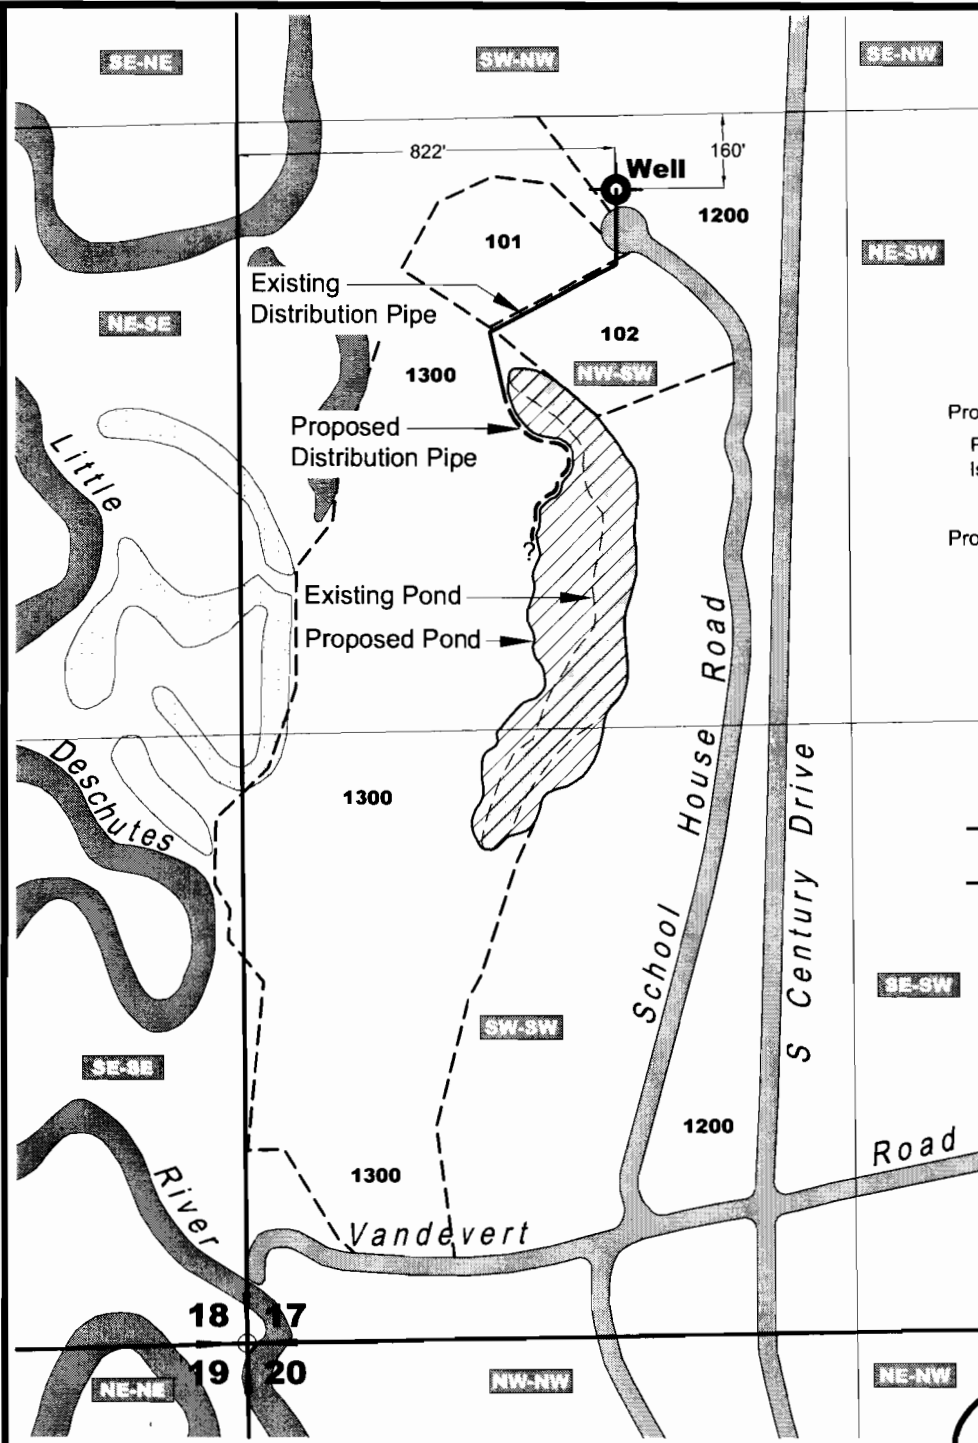 SE-NE
SW-NW
SE-NW
822'
160'
Well
1200
101
NE-SW
Existing
Distribution Pipe
NE-SE
102
1300
NW-SW
Proposed
Distribution Pipe
Little
?
Existing Pond
Proposed Pond
School House Road
S Century Drive
Deschutes
1300
SE-SW
SW-SW
SE-SE
1200
Road
1300
River
Vandevert
18 17
19 20
NE-NE
NW-NW
NE-NW